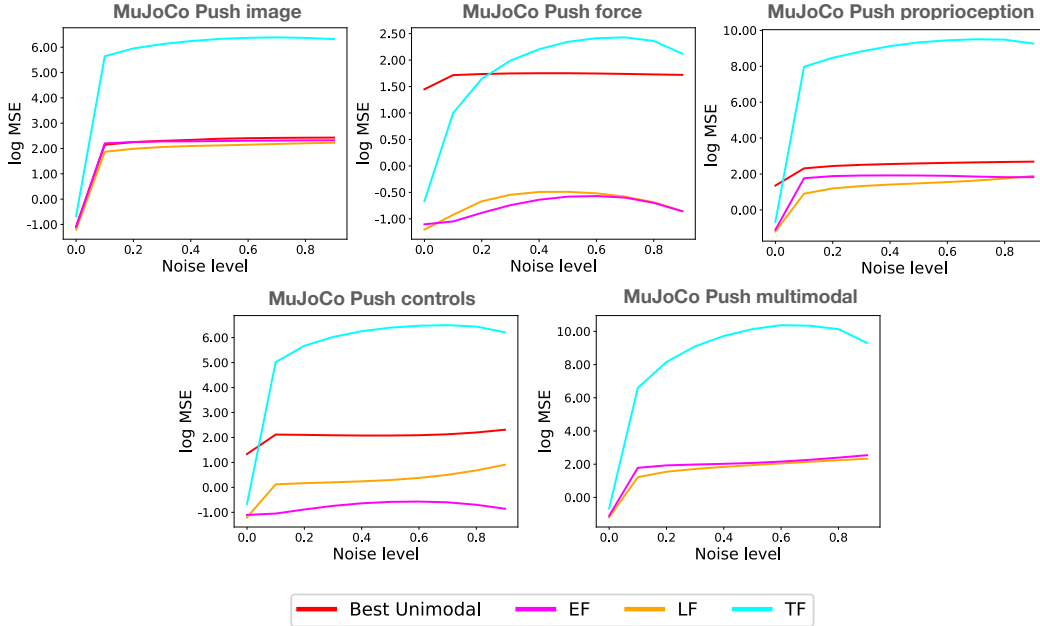 MuJoCo Push image
6.00
5.00
4.00
3.00
2.00
1.00
0.00
-1.00
log MSE
0.0 0.2 0.4 0.6 0.8
Noise level
MuJoCo Push force
2.50
2.00
1.75
1.50
1.00
0.50
0.00
-0.50
-1.00
log MSE
0.0 0.2 0.4 0.6 0.8
Noise level
MuJoCo Push proprioception
10.00
8.00
6.00
4.00
2.00
0.00
log MSE
0.0 0.2 0.4 0.6 0.8
Noise level
MuJoCo Push controls
6.00
5.00
4.00
3.00
2.00
1.00
0.00
-1.00
log MSE
0.0 0.2 0.4 0.6 0.8
Noise level
MuJoCo Push multimodal
10.00
8.00
6.00
4.00
2.00
0.00
log MSE
0.0 0.2 0.4 0.6 0.8
Noise level
Best Unimodal EF LF TF